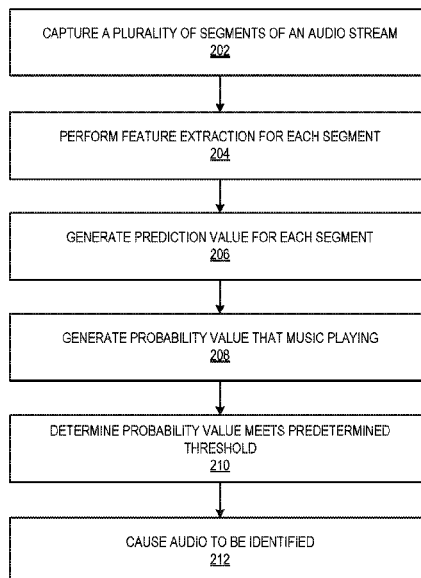 CAPTURE A PLURALITY OF SEGMENTS OF AN AUDIO STREAM
202
PERFORM FEATURE EXTRACTION FOR EACH SEGMENT
204
GENERATE PREDICTION VALUE FOR EACH SEGMENT
206
GENERATE PROBABILITY VALUE THAT MUSIC PLAYING
208
DETERMINE PROBABILITY VALUE MEETS PREDETERMINED
THRESHOLD
210
CAUSE AUDIO TO BE IDENTIFIED
212